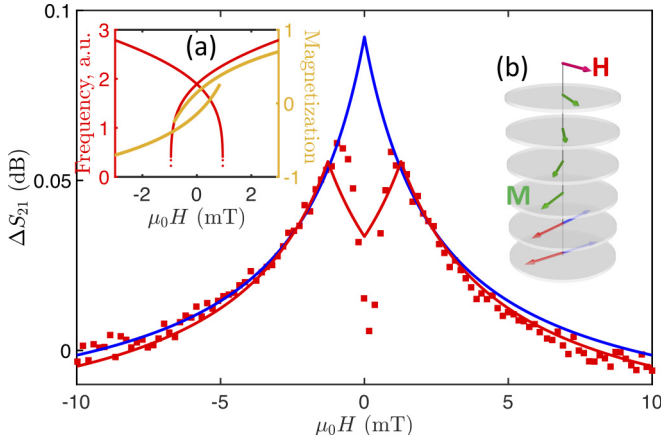 0.1
0.05
0
ΔS₂₁ (dB)
-10
-5
0
5
10
μ₀H (mT)
(a)
3
2
1
0
Frequency, a.u.
1
0
-1
Magnetization
-2
0
2
μ₀H (mT)
(b)
H
M